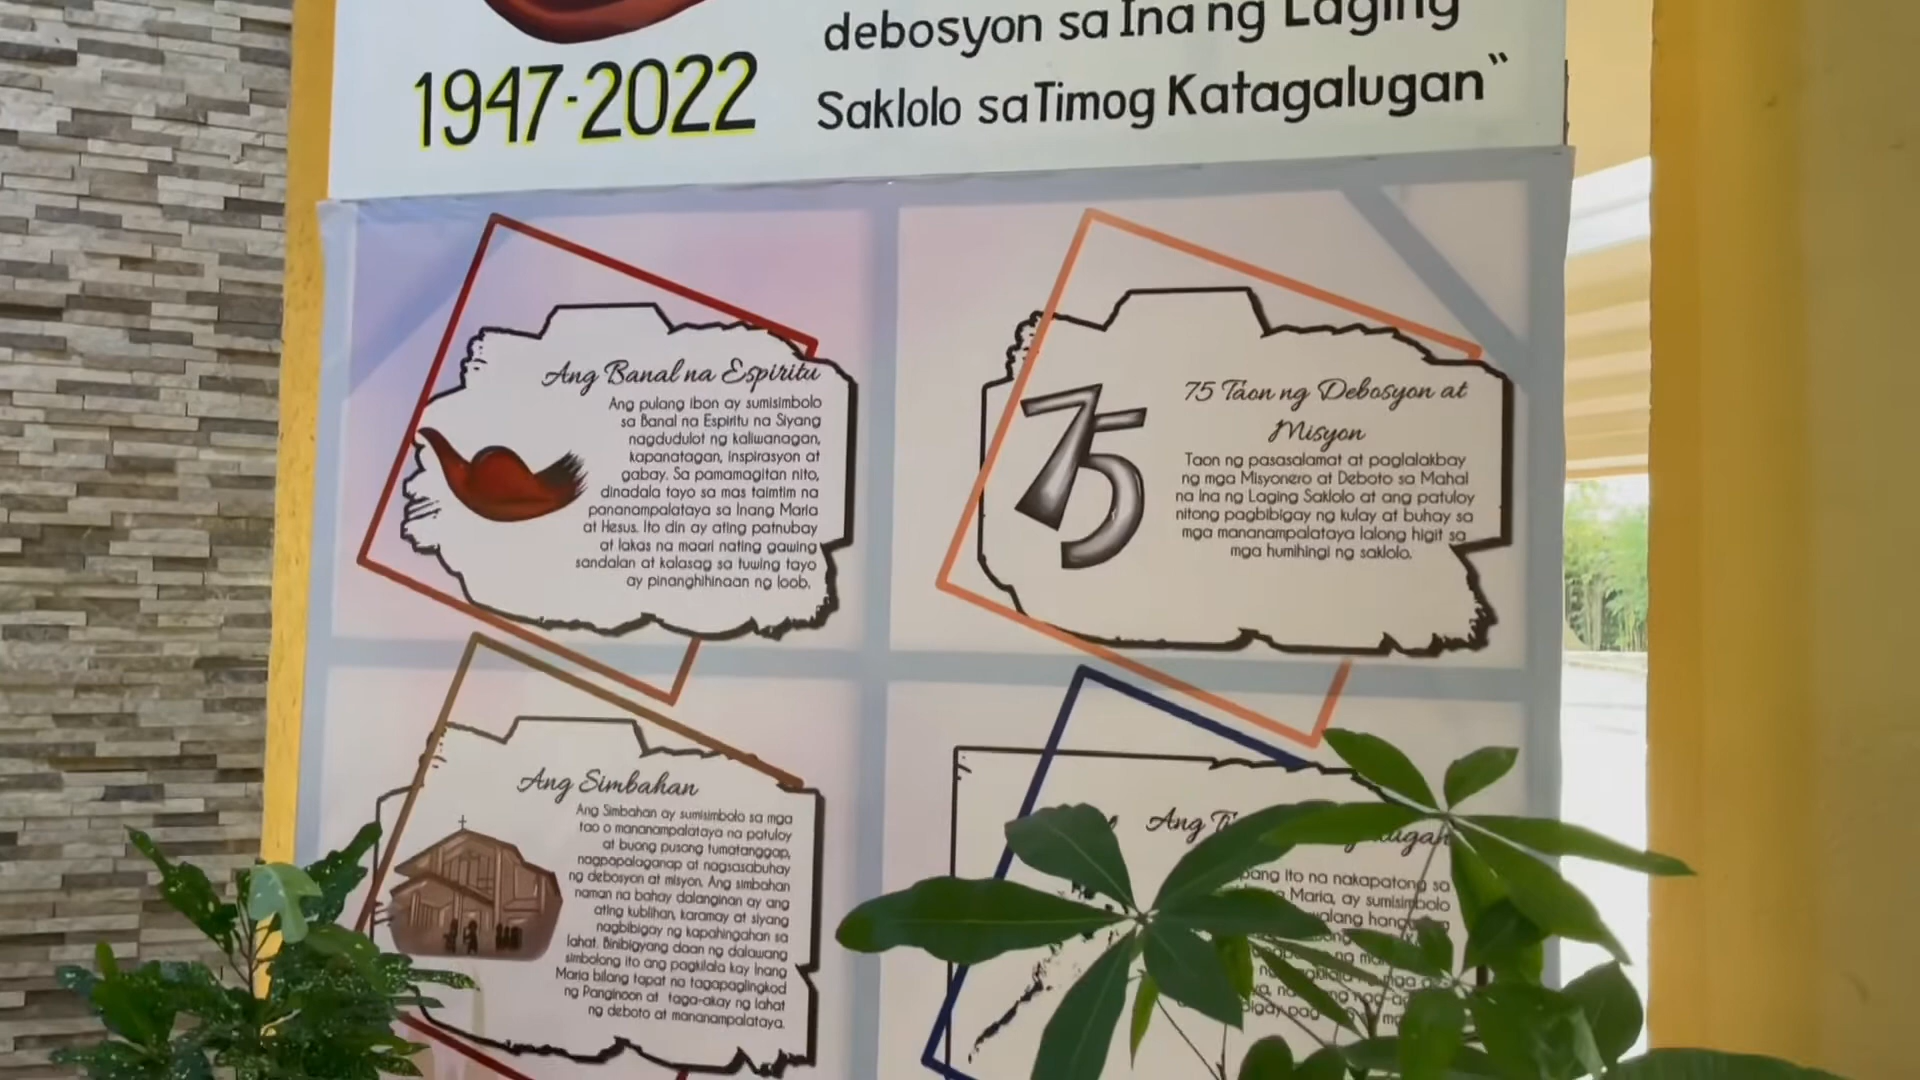 debosyon sa Ina ng Laging
1947-2022
Saklolo sa Timog Katagalugan"
Ang Banal na Espiritu
Ang pulang ibon ay sumisimbolo
sa Banal na Espiritu na Siyang
nagdudulot ng kaliwanagan,
kapanatagan, inspirasyon at
gabay. Sa pamamagitan nito,
dinadala tayo sa mas taimtim na
pananampalataya sa Inang Maria
at Hesus. Ito din ay ating patnubay
at lakas na maari nating gawing
sandalan at kalasag sa tuwing tayo
ay pinanghihinaan ng loob.
75
75 Taon ng Debosyon at
Misyon
Taon ng pasasalamat at paglalakbay
ng mga Misyonero at Deboto sa Mahal
na Ina ng Laging Saklolo at ang patuloy
nitong pagbibigay ng kulay at buhay sa
mga mananampalataya lalong higit sa
mga humihingi ng saklolo.
Ang Simbahan
Ang Simbahan ay sumisimbolo sa mga
tao o mananampalataya na patuloy
at buong pusong tumatanggap,
nagpapalaganap at nagsasabuhay
ng debosyon at misyon. Ang simbahan
naman na bahay dalanginan ay ang
ating kublihan, karamay at siyang
nagbibigay ng kapahingahan sa
lahat. Binibigyang daan ng dalawang
simbolong ito ang pagkilala kay Inang
Maria bilang tapat na tagapaglingkod
ng Panginoon at taga-akay ng lahat
ng deboto at mananampalataya.
Ang
ito na nakapatong sa
Maria, ay sumisimbolo